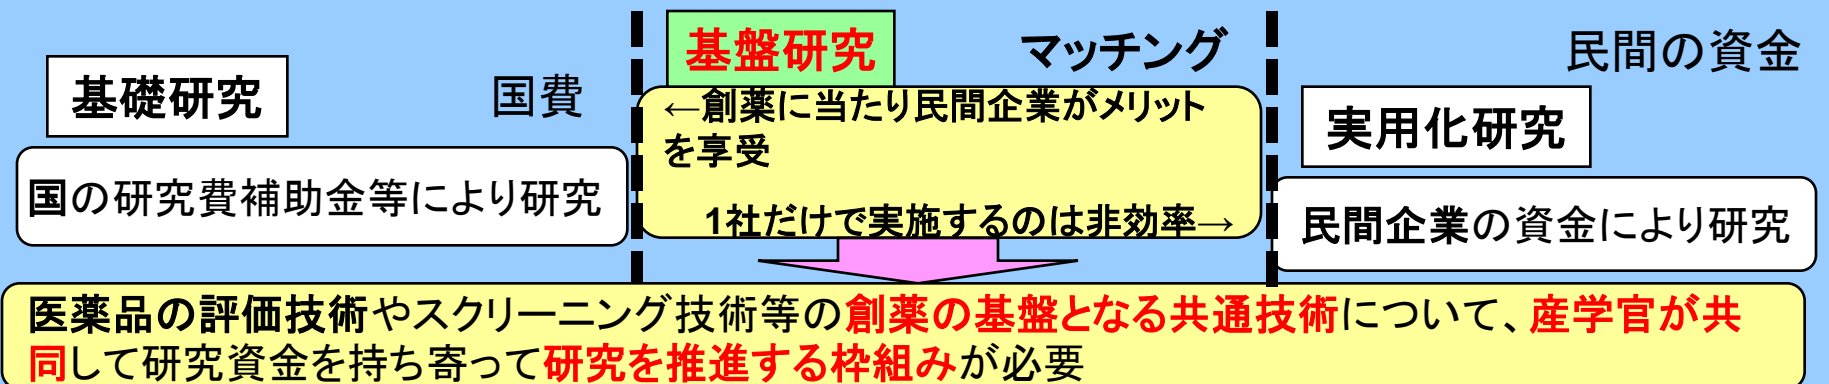 基礎研究
国費
国の研究費補助金等により研究
基盤研究
マッチング
←創薬に当たり民間企業がメリット
を享受
1社だけで実施するのは非効率→
民間の資金
実用化研究
民間企業の資金により研究
医薬品の評価技術やスクリーニング技術等の創薬の基盤となる共通技術について、産学官が共
同して研究資金を持ち寄って研究を推進する枠組みが必要